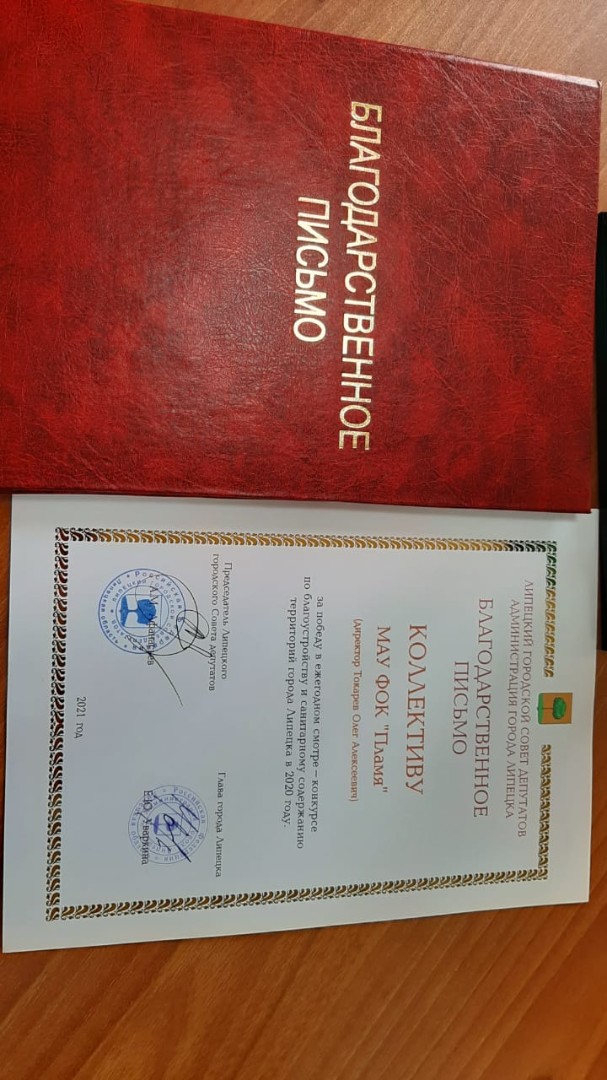 БЛАГОДАРСТВЕННОЕ
ПИСЬМО
ЛИПЕЦКИЙ ГОРОДСКОЙ СОВЕТ ДЕПУТАТОВ
АДМИНИСТРАЦИЯ ГОРОДА ЛИПЕЦКА
БЛАГОДАРСТВЕННОЕ
ПИСЬМО
КОЛЛЕКТИВУ
МАУ ФОК "Пламя"
(директор Токарев Олег Алексеевич)
за победу в ежегодном смотре – конкурсе
по благоустройству и санитарному содержанию
территорий города Липецка в 2020 году.
Председатель Липецкого
городского Совета депутатов
Глава города Липецка
Е.Ю. Уваркина
2021 год